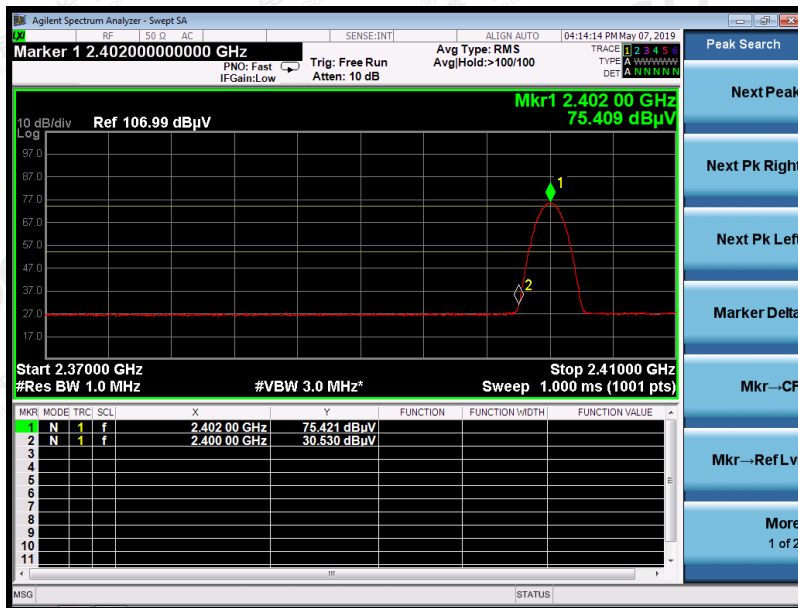 Agilent Spectrum Analyzer - Swept SA
LXI RF 50 Ω AC SENSE:INT ALIGN AUTO 04:14:14 PM May 07, 2019
Marker 1 2.402000000000 GHz
PNO: Fast
IFGain:Low
Trig: Free Run
Atten: 10 dB
Avg Type: RMS
Avg|Hold:>100/100
TRACE 1 2 3 4 5 6
TYPE A WWWWW
DET A N N N N N
Mkr1 2.402 00 GHz
75.409 dBµV
10 dB/div Ref 106.99 dBµV
Log
97.0
87.0
77.0
67.0
57.0
47.0
37.0
27.0
17.0
1
2
Start 2.37000 GHz Stop 2.41000 GHz
#Res BW 1.0 MHz #VBW 3.0 MHz* Sweep 1.000 ms (1001 pts)
MKR MODE TRC SCL X Y FUNCTION FUNCTION WIDTH FUNCTION VALUE
1 N 1 f 2.402 00 GHz 75.421 dBµV
2 N 1 f 2.400 00 GHz 30.530 dBµV
3
4
5
6
7
8
9
10
11
MSG STATUS
Peak Search
Next Peak
Next Pk Right
Next Pk Left
Marker Delta
Mkr→CF
Mkr→Ref Lv
More
1 of 2